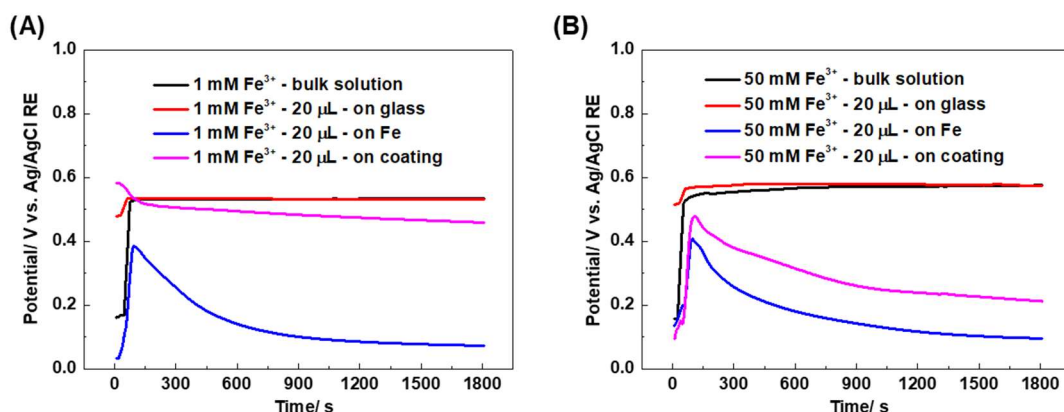 (A)
1.0
0.8
0.6
0.4
0.2
0.0
Potential/ V vs. Ag/AgCl RE
1 mM Fe³⁺ - bulk solution
1 mM Fe³⁺ - 20 μL - on glass
1 mM Fe³⁺ - 20 μL - on Fe
1 mM Fe³⁺ - 20 μL - on coating
0 300 600 900 1200 1500 1800
Time/ s
(B)
1.0
0.8
0.6
0.4
0.2
0.0
Potential/ V vs. Ag/AgCl RE
50 mM Fe³⁺ - bulk solution
50 mM Fe³⁺ - 20 μL - on glass
50 mM Fe³⁺ - 20 μL - on Fe
50 mM Fe³⁺ - 20 μL - on coating
0 300 600 900 1200 1500 1800
Time/ s